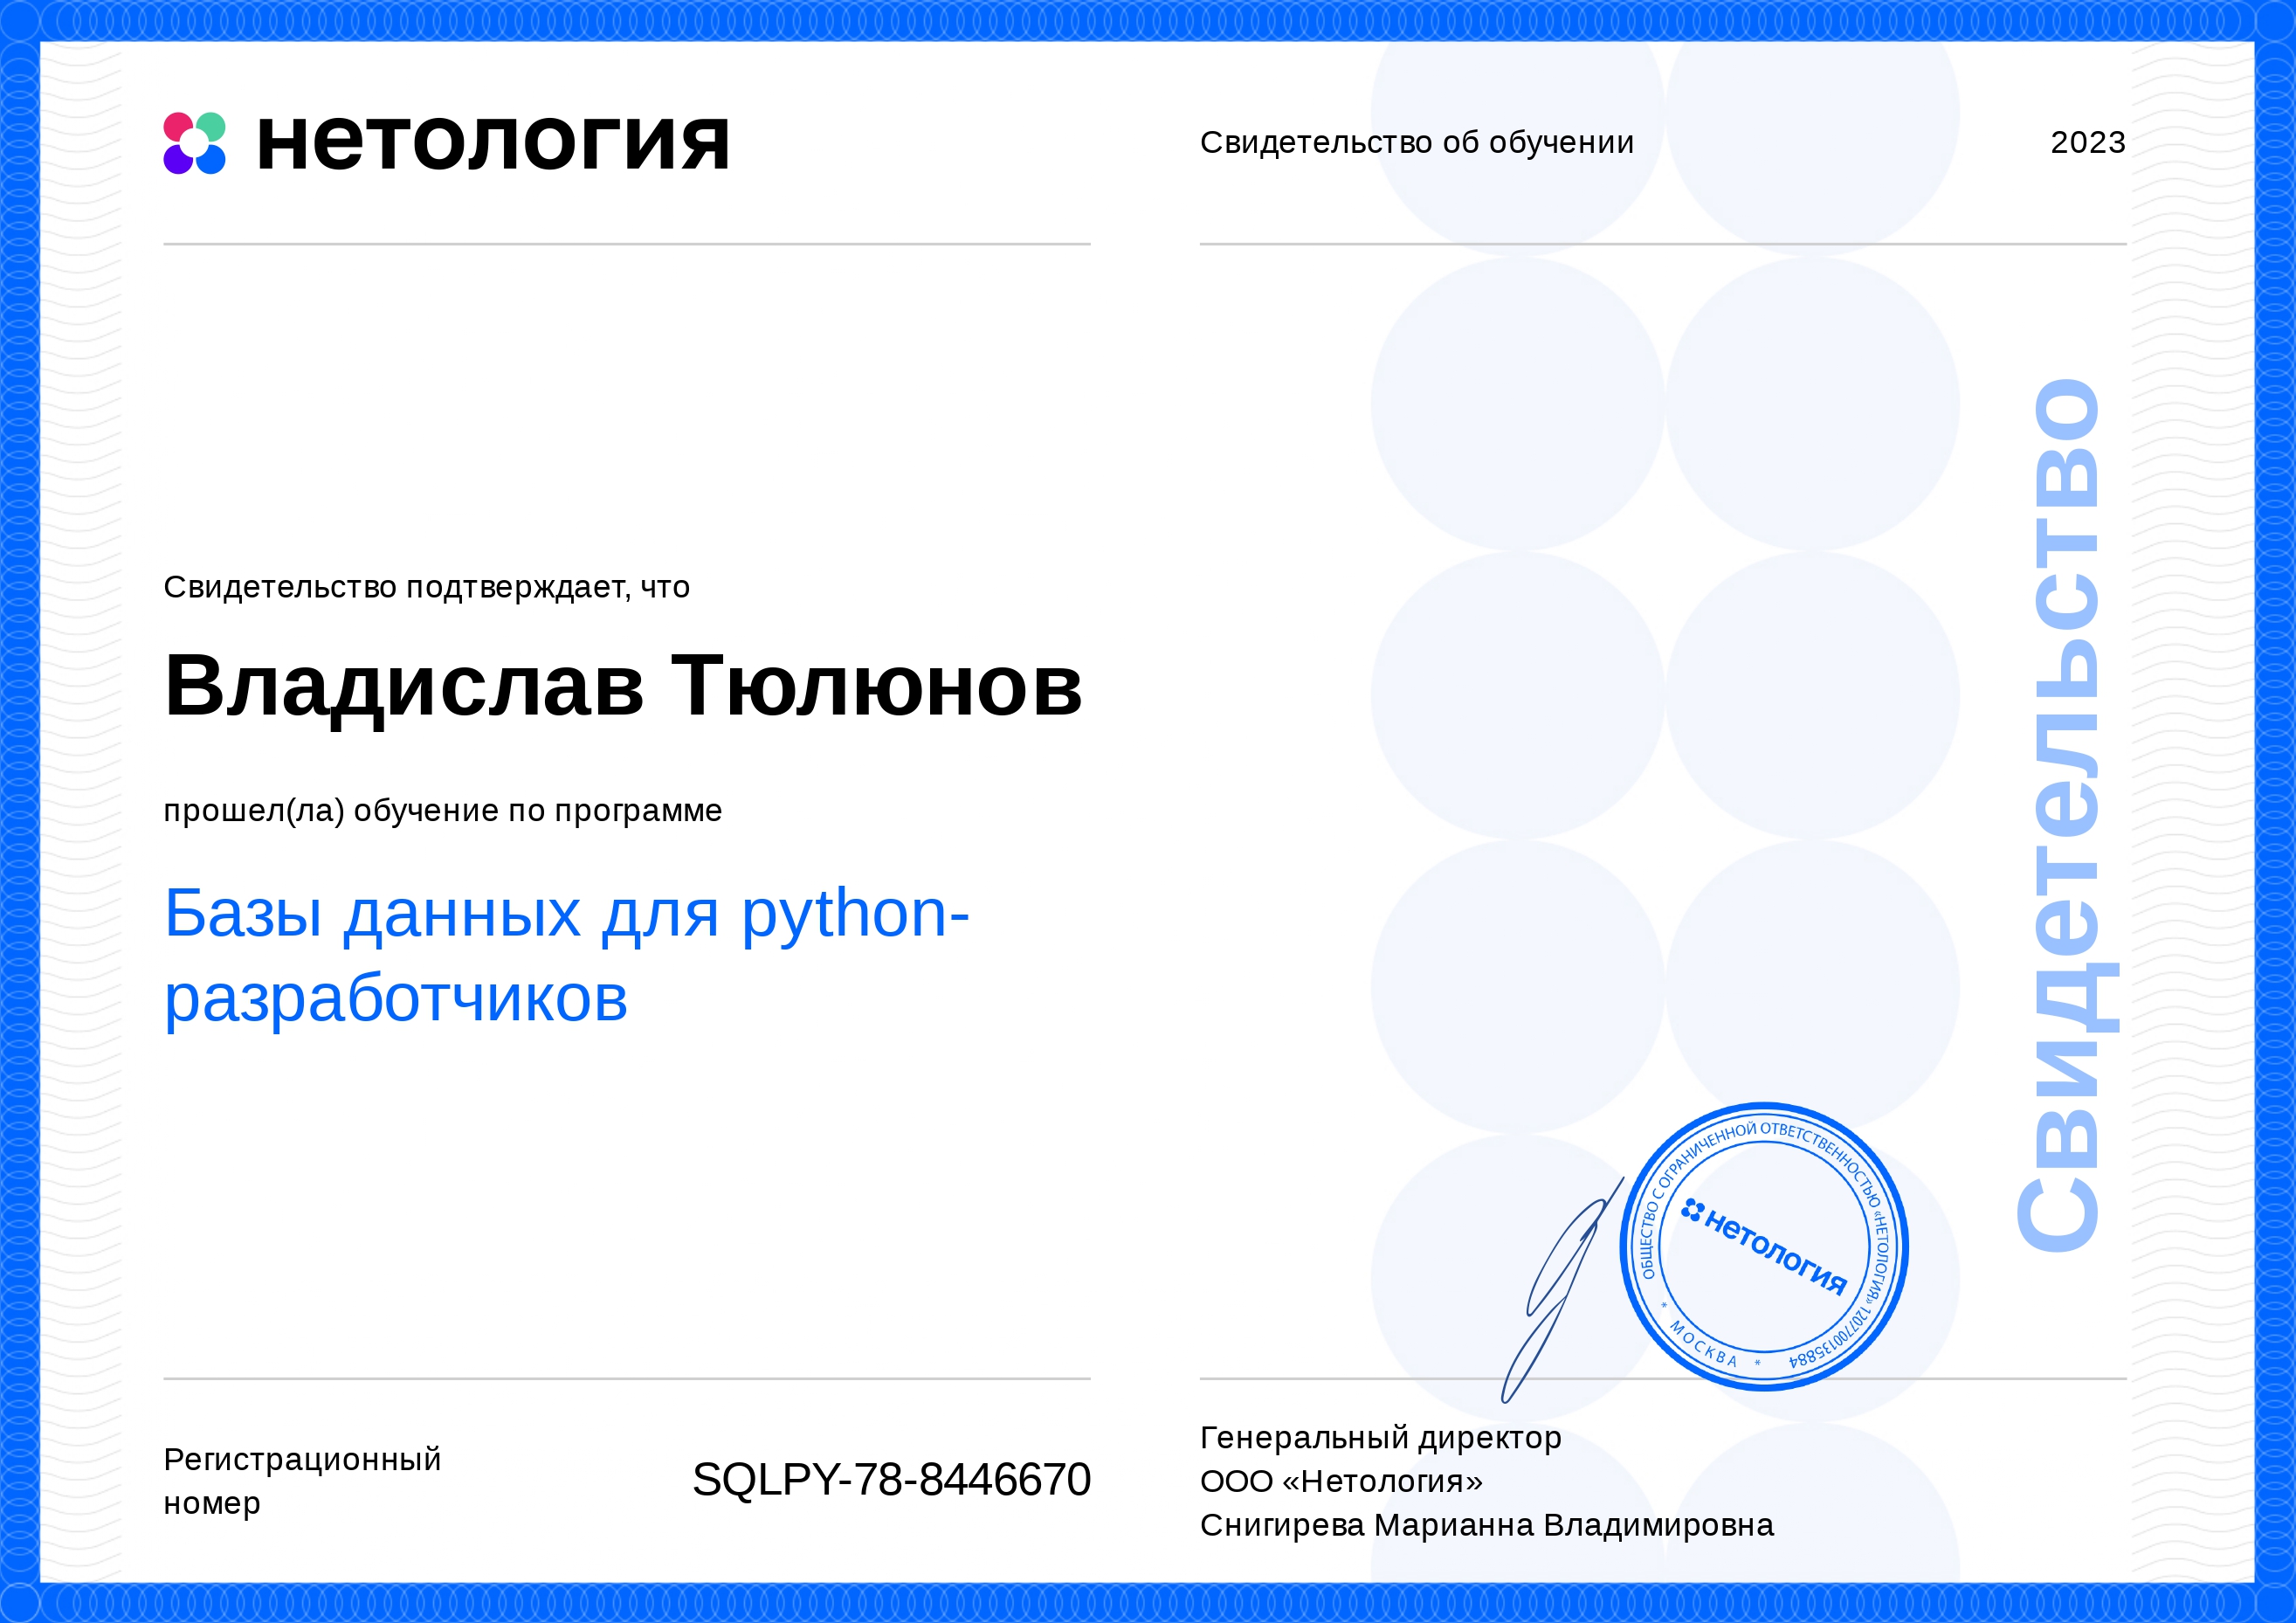 нетология
Свидетельство об обучении
2023
Свидетельство подтверждает, что
Владислав Тюлюнов
прошел(ла) обучение по программе
Базы данных для python-
разработчиков
Свидетельство
ОБЩЕСТВО С ОГРАНИЧЕННОЙ ОТВЕТСТВЕННОСТЬЮ «НЕТОЛОГИЯ» 1207700135884
* МОСКВА *
нетология
Регистрационный
номер
SQLPY-78-8446670
Генеральный директор
ООО «Нетология»
Снигирева Марианна Владимировна